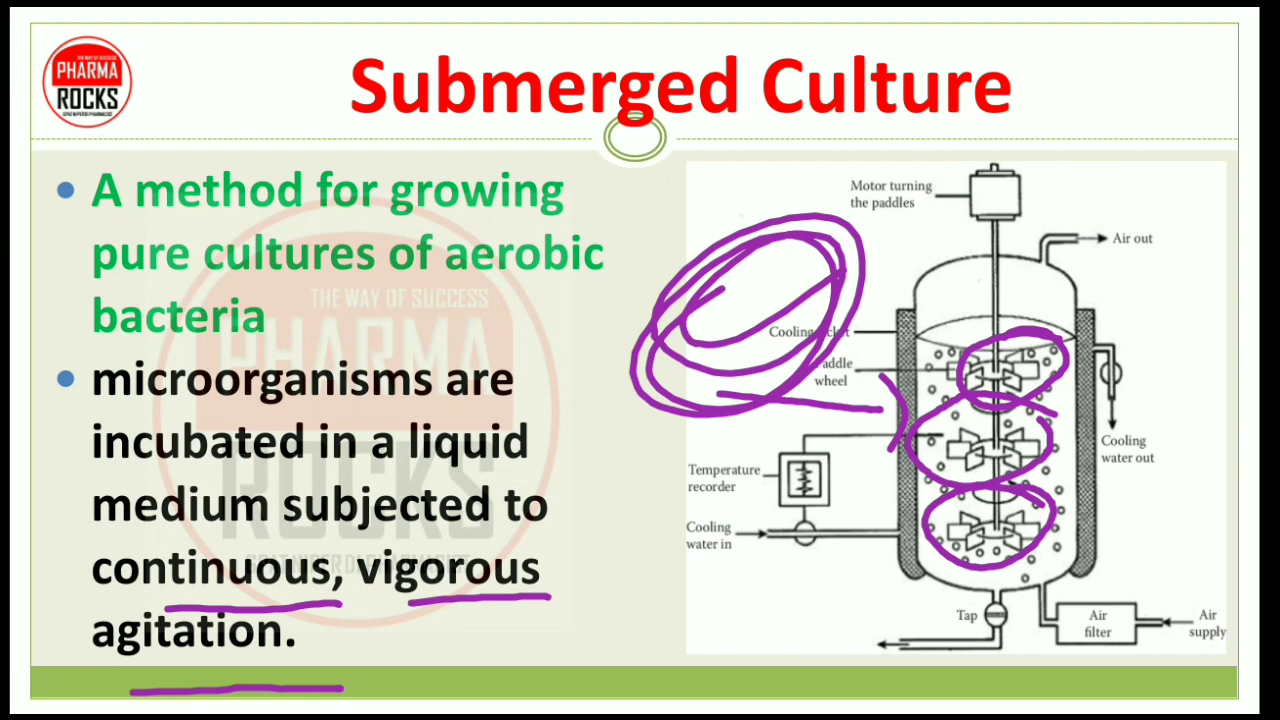 THE WAY OF SUCCESS
PHARMA
ROCKS
Submerged Culture
• A method for growing
pure cultures of aerobic
bacteria
• microorganisms are
incubated in a liquid
medium subjected to
continuous, vigorous
agitation.
THE WAY OF SUCCESS
PHARMA
ROCKS
Motor turning
the paddles
Air out
Cooling
wheel
Cooling
water out
Temperature
recorder
Cooling
water in
Tap
Air
filter
Air
supply